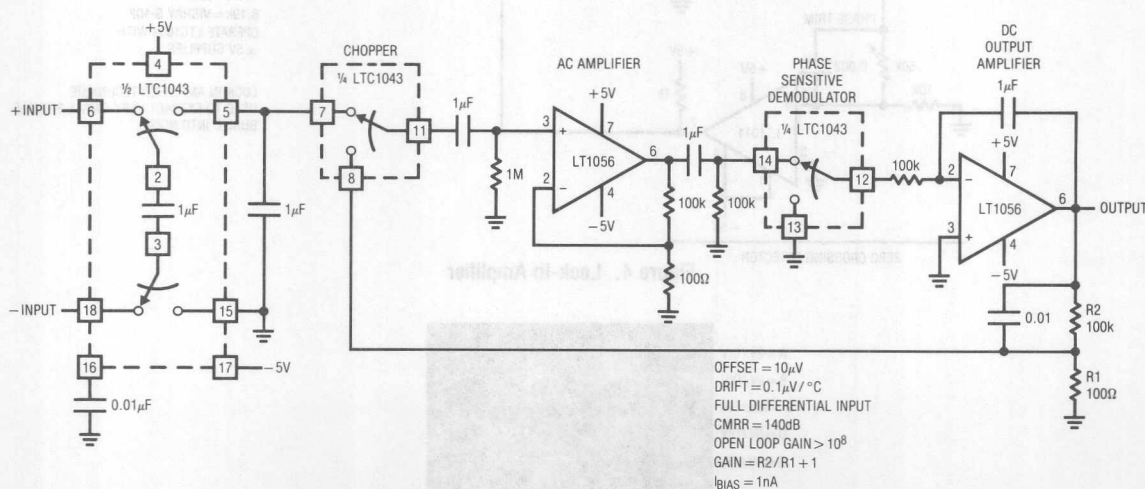 +5V
4
½ LTC1043
+INPUT
6
5
2
1µF
3
1µF
−INPUT
18
15
16
17
−5V
0.01µF
CHOPPER
¼ LTC1043
7
11
8
1µF
1M
AC AMPLIFIER
+5V
3
+
7
LT1056
6
2
−
4
−5V
1µF
100k
100k
100Ω
PHASE
SENSITIVE
DEMODULATOR
¼ LTC1043
14
12
13
100k
DC
OUTPUT
AMPLIFIER
1µF
+5V
2
−
7
LT1056
6
OUTPUT
3
+
4
−5V
0.01
R2
100k
R1
100Ω
OFFSET = 10µV
DRIFT = 0.1µV/°C
FULL DIFFERENTIAL INPUT
CMRR = 140dB
OPEN LOOP GAIN > 10⁸
GAIN = R2/R1 + 1
IBIAS = 1nA
Figure 4. Lock-In Amplifier
ZERO CROSSING DETECTOR